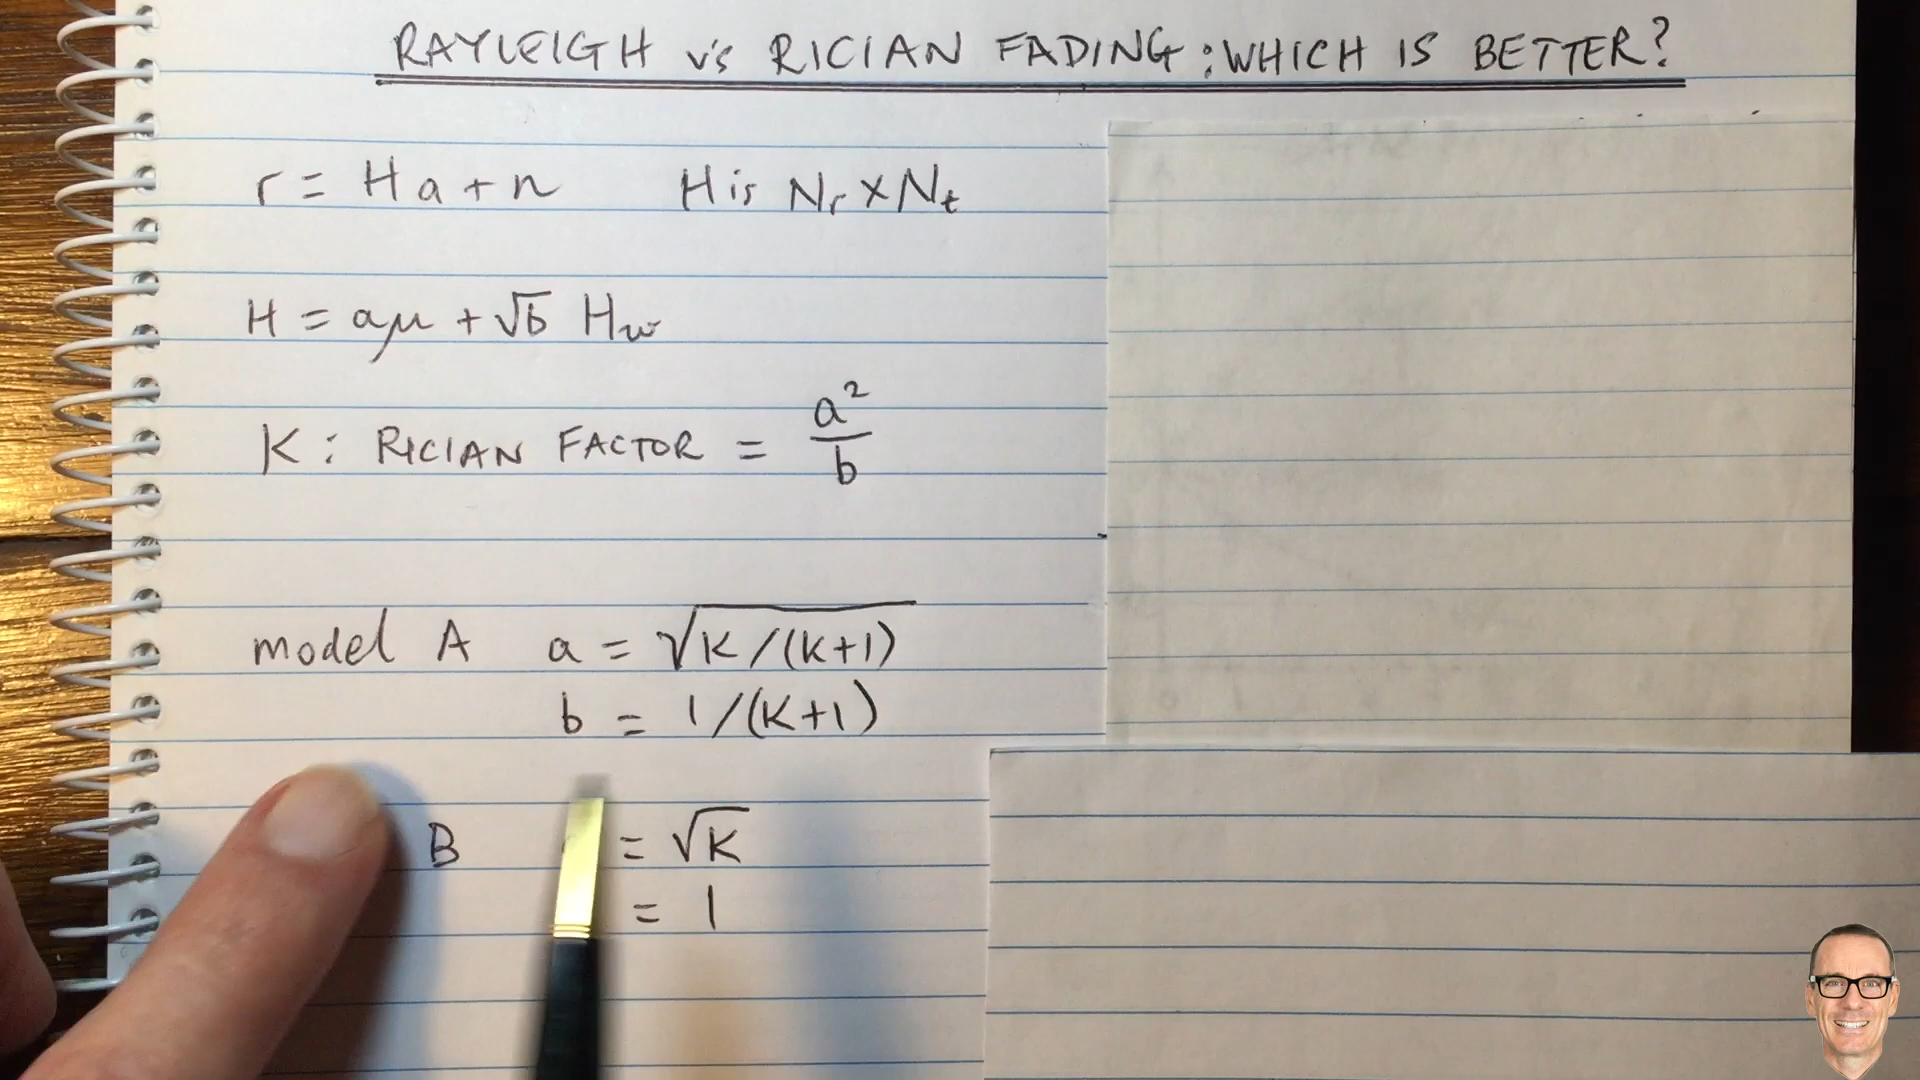 RAYLEIGH v's RICIAN FADING : WHICH IS BETTER?
r = Ha + n H is Nr x Nt
H = aμ + √b Hw
K : RICIAN FACTOR = a²/b
model A a = √K/(K+1)
b = 1/(K+1)
B = √K
= 1